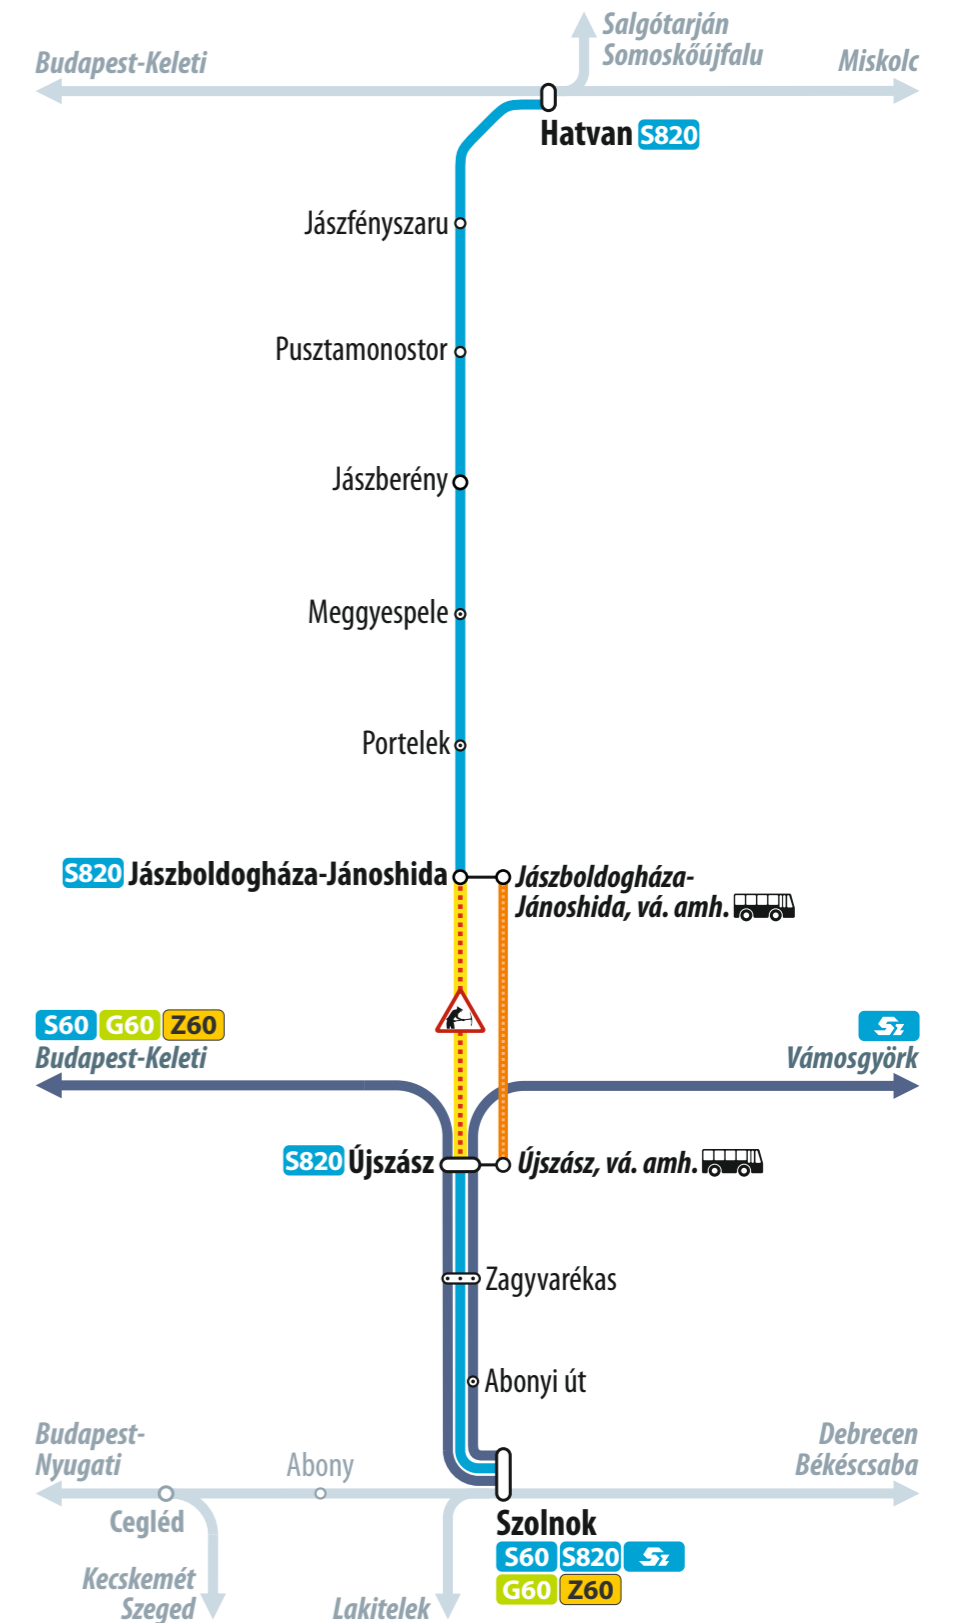 Salgótarján
Somoskőújfalu
Budapest-Keleti
Miskolc
Hatvan S820
Jászfényszaru
Pusztamonostor
Jászberény
Meggyespele
Portelek
S820 Jászboldogháza-Jánoshida
Jászboldogháza-
Jánoshida, vá. amh.
S60 G60 Z60
Budapest-Keleti
Sz
Vámosgyörk
S820 Újszász
Újszász, vá. amh.
Zagyvarékas
Abonyi út
Budapest-
Nyugati
Abony
Debrecen
Békéscsaba
Cegléd
Szolnok
S60 S820 Sz
G60 Z60
Kecskemét
Szeged
Lakitelek